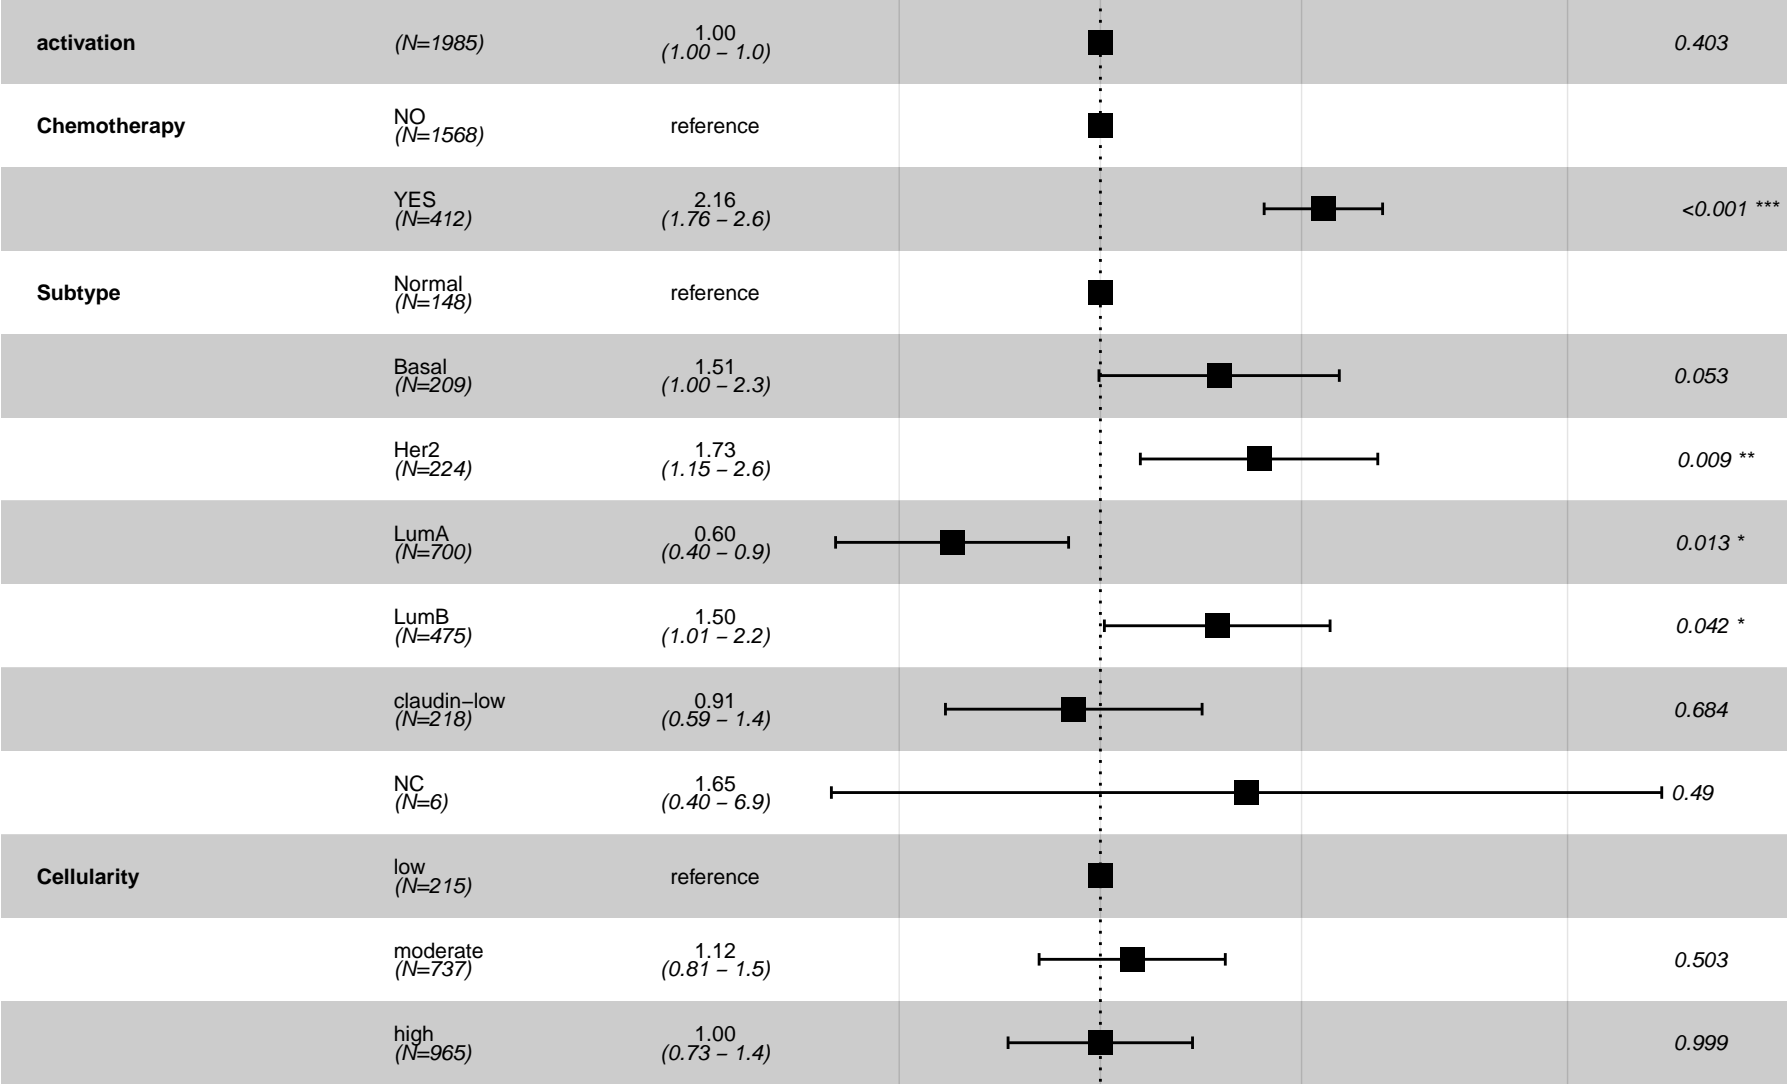 activation (N=1985) 1.00 (1.00 – 1.0) 0.403
Chemotherapy NO (N=1568) reference
YES (N=412) 2.16 (1.76 – 2.6) <0.001 ***
Subtype Normal (N=148) reference
Basal (N=209) 1.51 (1.00 – 2.3) 0.053
Her2 (N=224) 1.73 (1.15 – 2.6) 0.009 **
LumA (N=700) 0.60 (0.40 – 0.9) 0.013 *
LumB (N=475) 1.50 (1.01 – 2.2) 0.042 *
claudin−low (N=218) 0.91 (0.59 – 1.4) 0.684
NC (N=6) 1.65 (0.40 – 6.9) 0.49
Cellularity low (N=215) reference
moderate (N=737) 1.12 (0.81 – 1.5) 0.503
high (N=965) 1.00 (0.73 – 1.4) 0.999